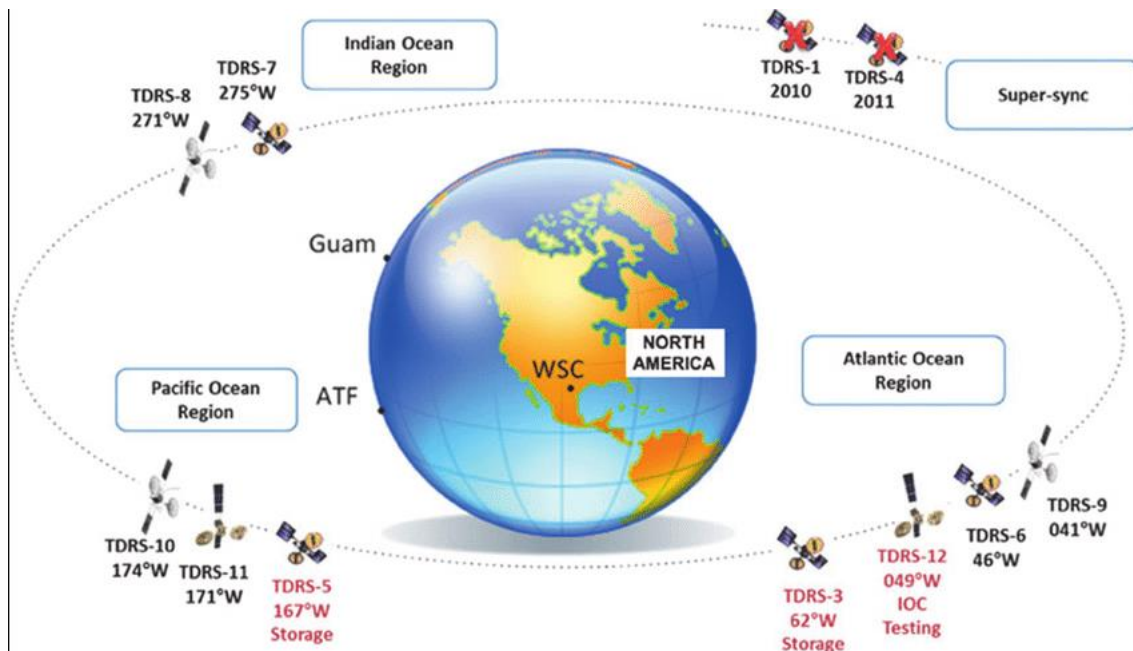 Indian Ocean
Region
TDRS-7
275°W
TDRS-8
271°W
TDRS-1
2010
TDRS-4
2011
Super-sync
Guam
ATF
WSC
NORTH
AMERICA
Pacific Ocean
Region
Atlantic Ocean
Region
TDRS-10
174°W
TDRS-11
171°W
TDRS-5
167°W
Storage
TDRS-3
62°W
Storage
TDRS-12
049°W
IOC
Testing
TDRS-6
46°W
TDRS-9
041°W